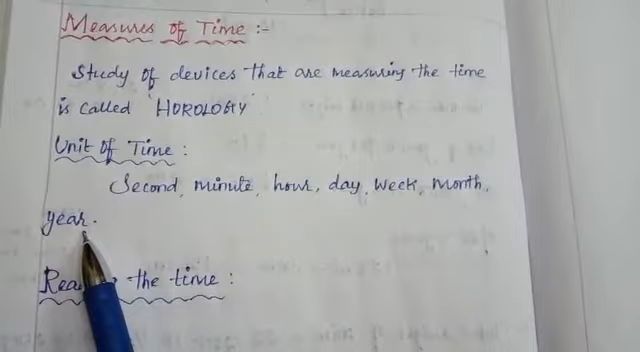 Measures of Time :-
Study of devices that are measuring the time
is called 'HOROLOGY'
Unit of Time :
Second, minute, hour, day, week, month,
year.
the time :